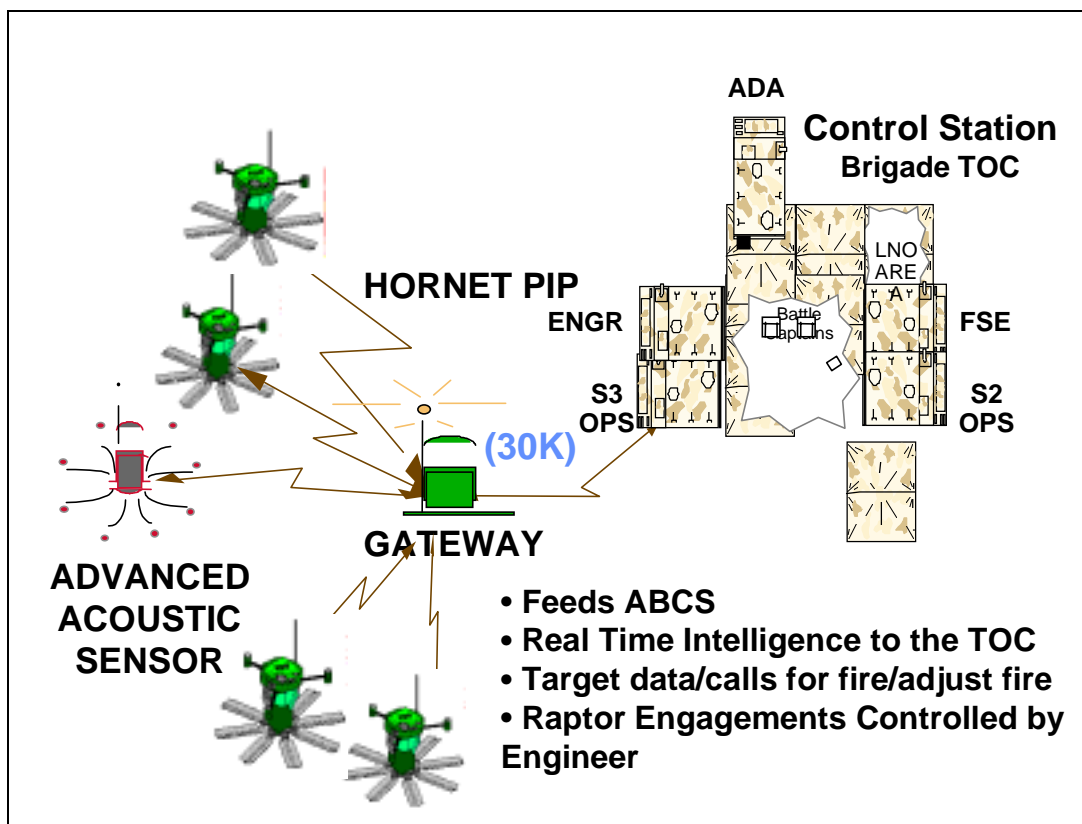 ADA
Control Station
Brigade TOC
LNO
ARE
A
HORNET PIP
ENGR
Battle
Captains
FSE
S3
OPS
S2
OPS
(30K)
GATEWAY
ADVANCED
ACOUSTIC
SENSOR
• Feeds ABCS
• Real Time Intelligence to the TOC
• Target data/calls for fire/adjust fire
• Raptor Engagements Controlled by
Engineer